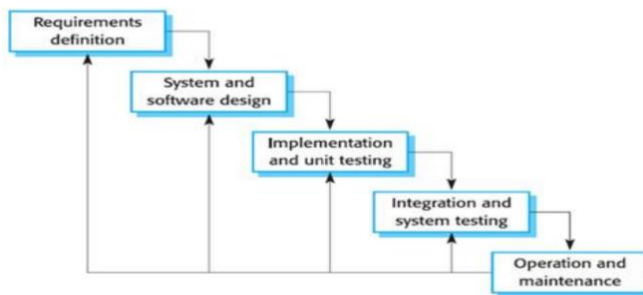 Requirements
definition
System and
software design
Implementation
and unit testing
Integration and
system testing
Operation and
maintenance